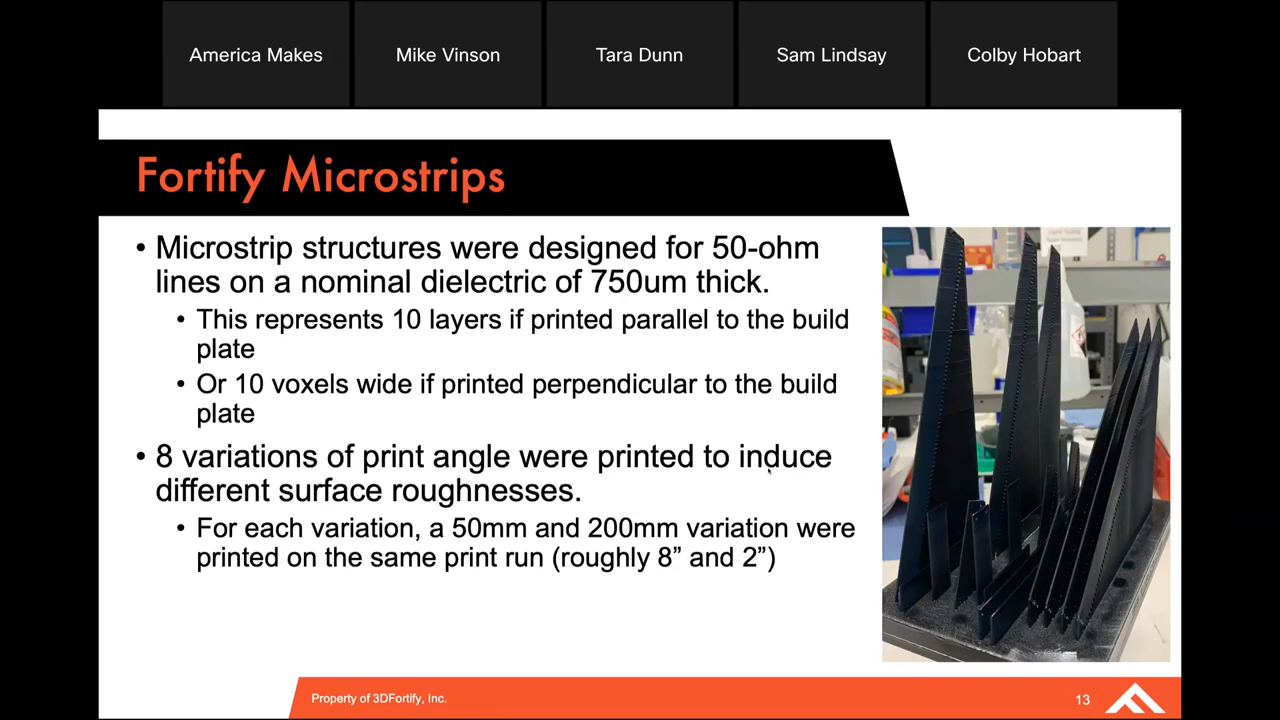 America Makes
Mike Vinson
Tara Dunn
Sam Lindsay
Colby Hobart
Fortify Microstrips
• Microstrip structures were designed for 50-ohm
lines on a nominal dielectric of 750um thick.
• This represents 10 layers if printed parallel to the build
plate
• Or 10 voxels wide if printed perpendicular to the build
plate
• 8 variations of print angle were printed to induce
different surface roughnesses.
• For each variation, a 50mm and 200mm variation were
printed on the same print run (roughly 8” and 2”)
Property of 3DFortify, Inc.
13